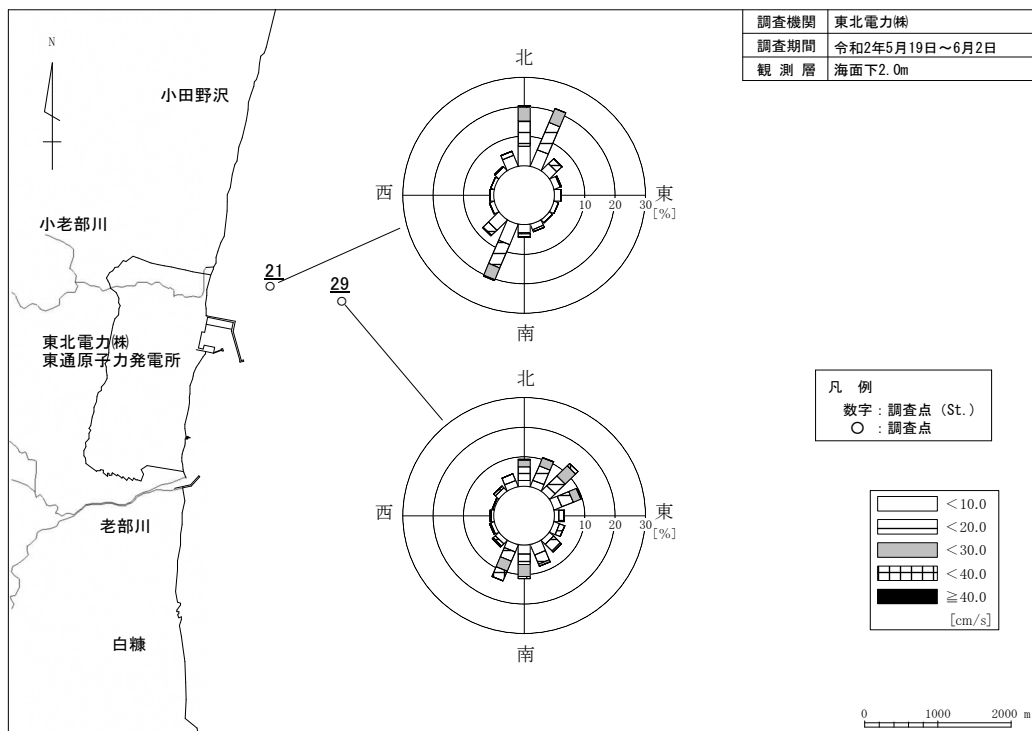 調査機関 東北電力㈱
調査期間 令和2年5月19日～6月2日
観測層 海面下2.0m
N
小田野沢
北
西
東
10 20 30
[%]
南
小老部川
21
29
東北電力㈱
東通原子力発電所
北
西
東
10 20 30
[%]
南
老部川
白糠
凡 例
数字：調査点 (St.)
○ ：調査点
＜10.0
＜20.0
＜30.0
＜40.0
≧40.0
[cm/s]
0 1000 2000 m